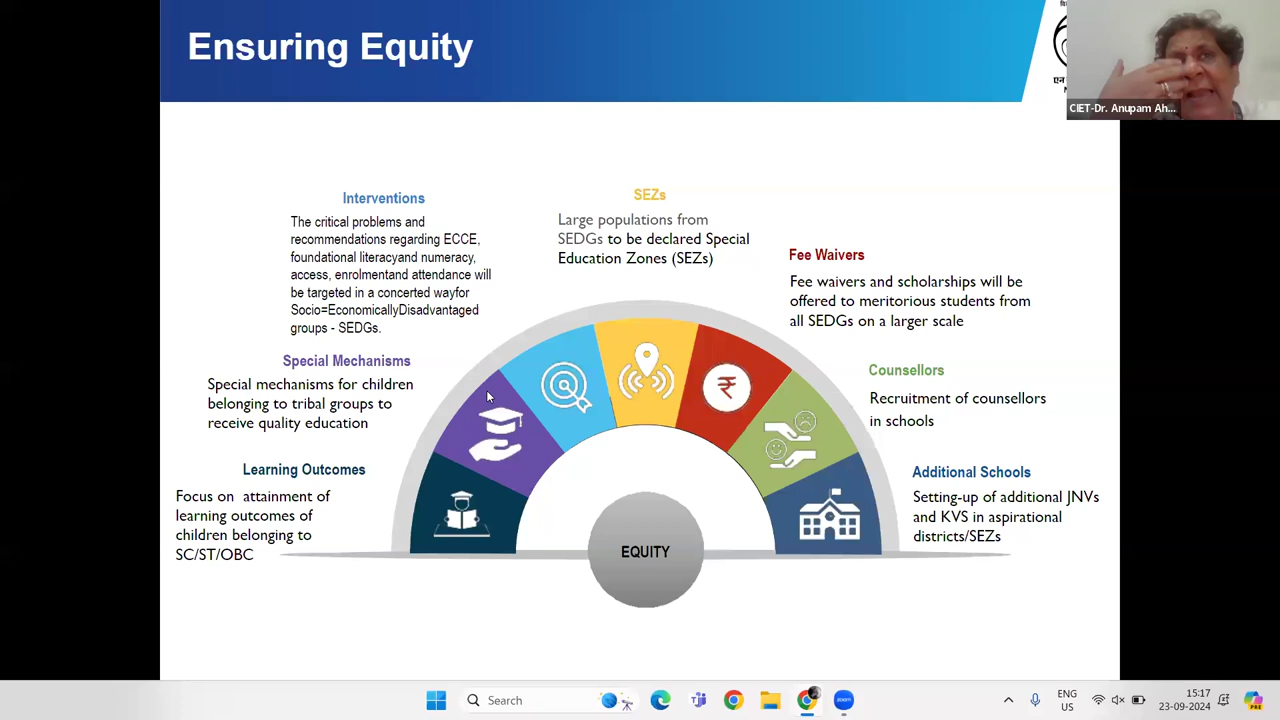 Ensuring Equity
एन
CIET-Dr. Anupam Ah...
Interventions
The critical problems and
recommendations regarding ECCE,
foundational literacyand numeracy,
access, enrolmentand attendance will
be targeted in a concerted wayfor
Socio=EconomicallyDisadvantaged
groups - SEDGs.
SEZs
Large populations from
SEDGs to be declared Special
Education Zones (SEZs)
Fee Waivers
Fee waivers and scholarships will be
offered to meritorious students from
all SEDGs on a larger scale
Special Mechanisms
Special mechanisms for children
belonging to tribal groups to
receive quality education
Counsellors
Recruitment of counsellors
in schools
Learning Outcomes
Focus on attainment of
learning outcomes of
children belonging to
SC/ST/OBC
Additional Schools
Setting-up of additional JNVs
and KVS in aspirational
districts/SEZs
₹
EQUITY
Search
zoom
ENG
US
15:17
23-09-2024
PRE